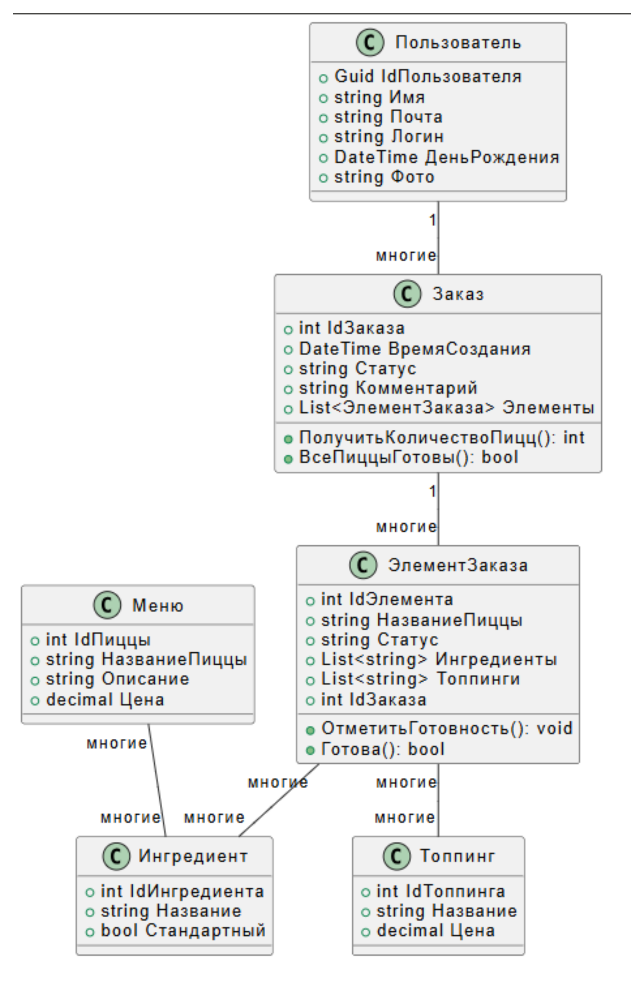 C Пользователь
Guid IdПользователя
string Имя
string Почта
string Логин
DateTime ДеньРождения
string Фото
1
многие
C Заказ
int IdЗаказа
DateTime ВремяСоздания
string Статус
string Комментарий
List<ЭлементЗаказа> Элементы
ПолучитьКоличествоПицц(): int
ВсеПиццыГотовы(): bool
1
многие
C ЭлементЗаказа
int IdЭлемента
string НазваниеПиццы
string Статус
List<string> Ингредиенты
List<string> Топпинги
int IdЗаказа
ОтметитьГотовность(): void
Готова(): bool
C Меню
int IdПиццы
string НазваниеПиццы
string Описание
decimal Цена
многие
многие
многие
многие
многие
многие
C Ингредиент
int IdИнгредиента
string Название
bool Стандартный
C Топпинг
int IdТоппинга
string Название
decimal Цена